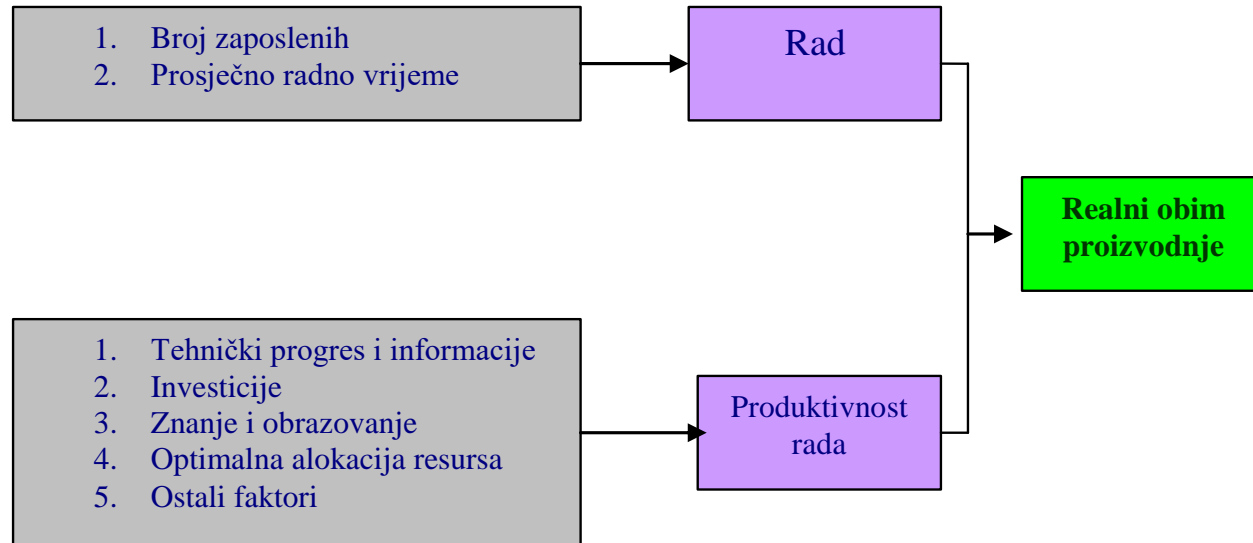 1. Broj zaposlenih
2. Prosječno radno vrijeme
Rad
Realni obim
proizvodnje
1. Tehnički progres i informacije
2. Investicije
3. Znanje i obrazovanje
4. Optimalna alokacija resursa
5. Ostali faktori
Produktivnost
rada